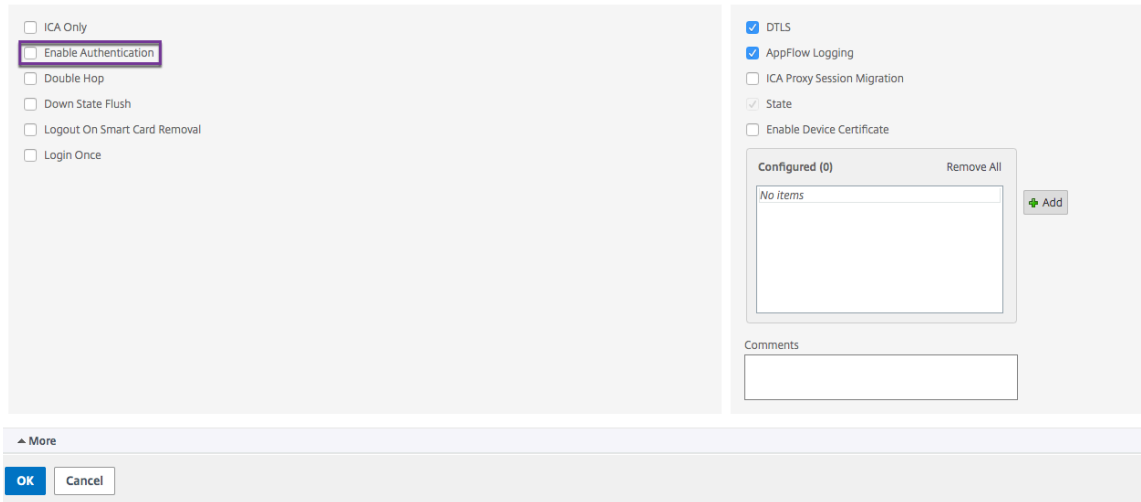 ICA Only
Enable Authentication
Double Hop
Down State Flush
Logout On Smart Card Removal
Login Once
DTLS
AppFlow Logging
ICA Proxy Session Migration
State
Enable Device Certificate
Configured (0) Remove All
No items
Add
Comments
More
OK Cancel